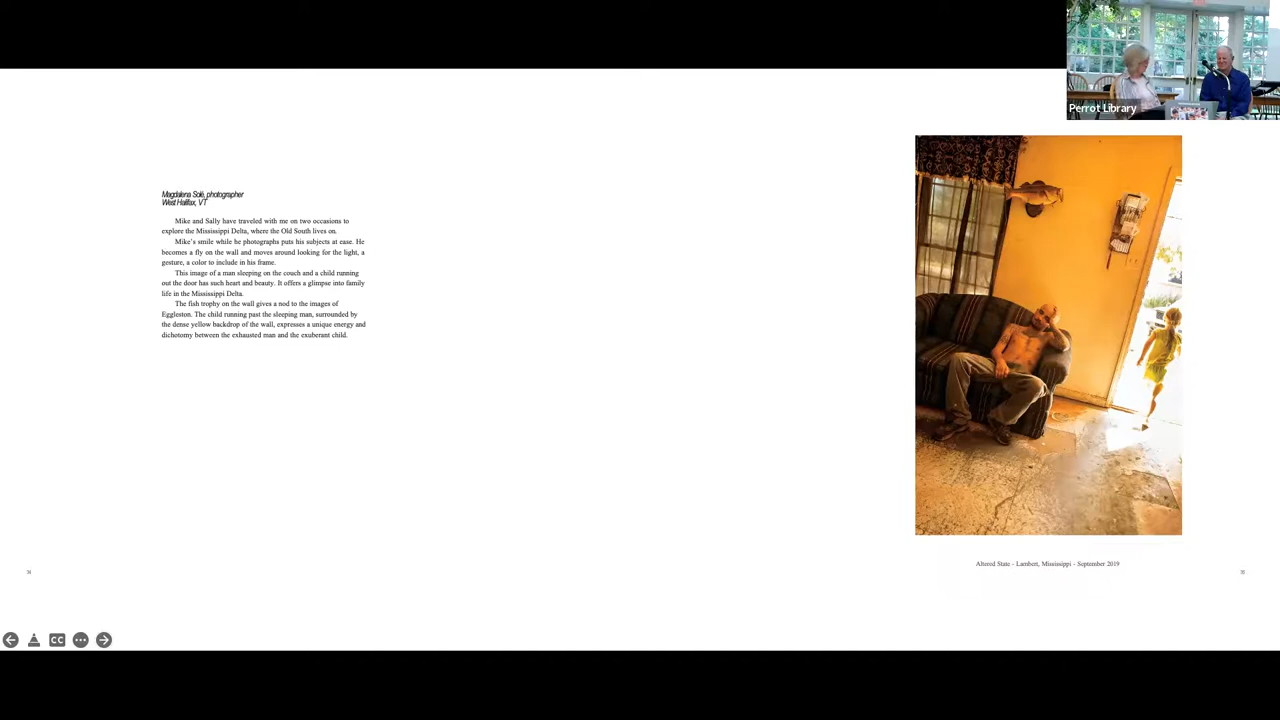 Perrot Library
Magdalena Solé, photographer
West Halifax, VT
Mike and Sally have traveled with me on two occasions to
explore the Mississippi Delta, where the Old South lives on.
Mike's smile while he photographs puts his subjects at ease. He
becomes a fly on the wall and moves around looking for the light, a
gesture, a color to include in his frame.
This image of a man sleeping on the couch and a child running
out the door has such heart and beauty. It offers a glimpse into family
life in the Mississippi Delta.
The fish trophy on the wall gives a nod to the images of
Eggleston. The child running past the sleeping man, surrounded by
the dense yellow backdrop of the wall, expresses a unique energy and
dichotomy between the exhausted man and the exuberant child.
Altered State - Lambert, Mississippi - September 2019
CC